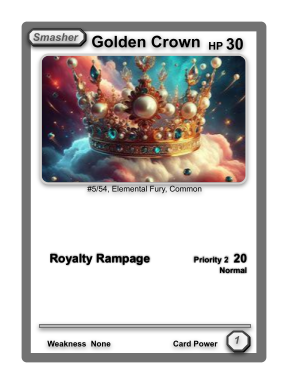 Smasher Golden Crown HP 30
#5/54, Elemental Fury, Common
Royalty Rampage Priority 2 20
Normal
Weakness None Card Power 1